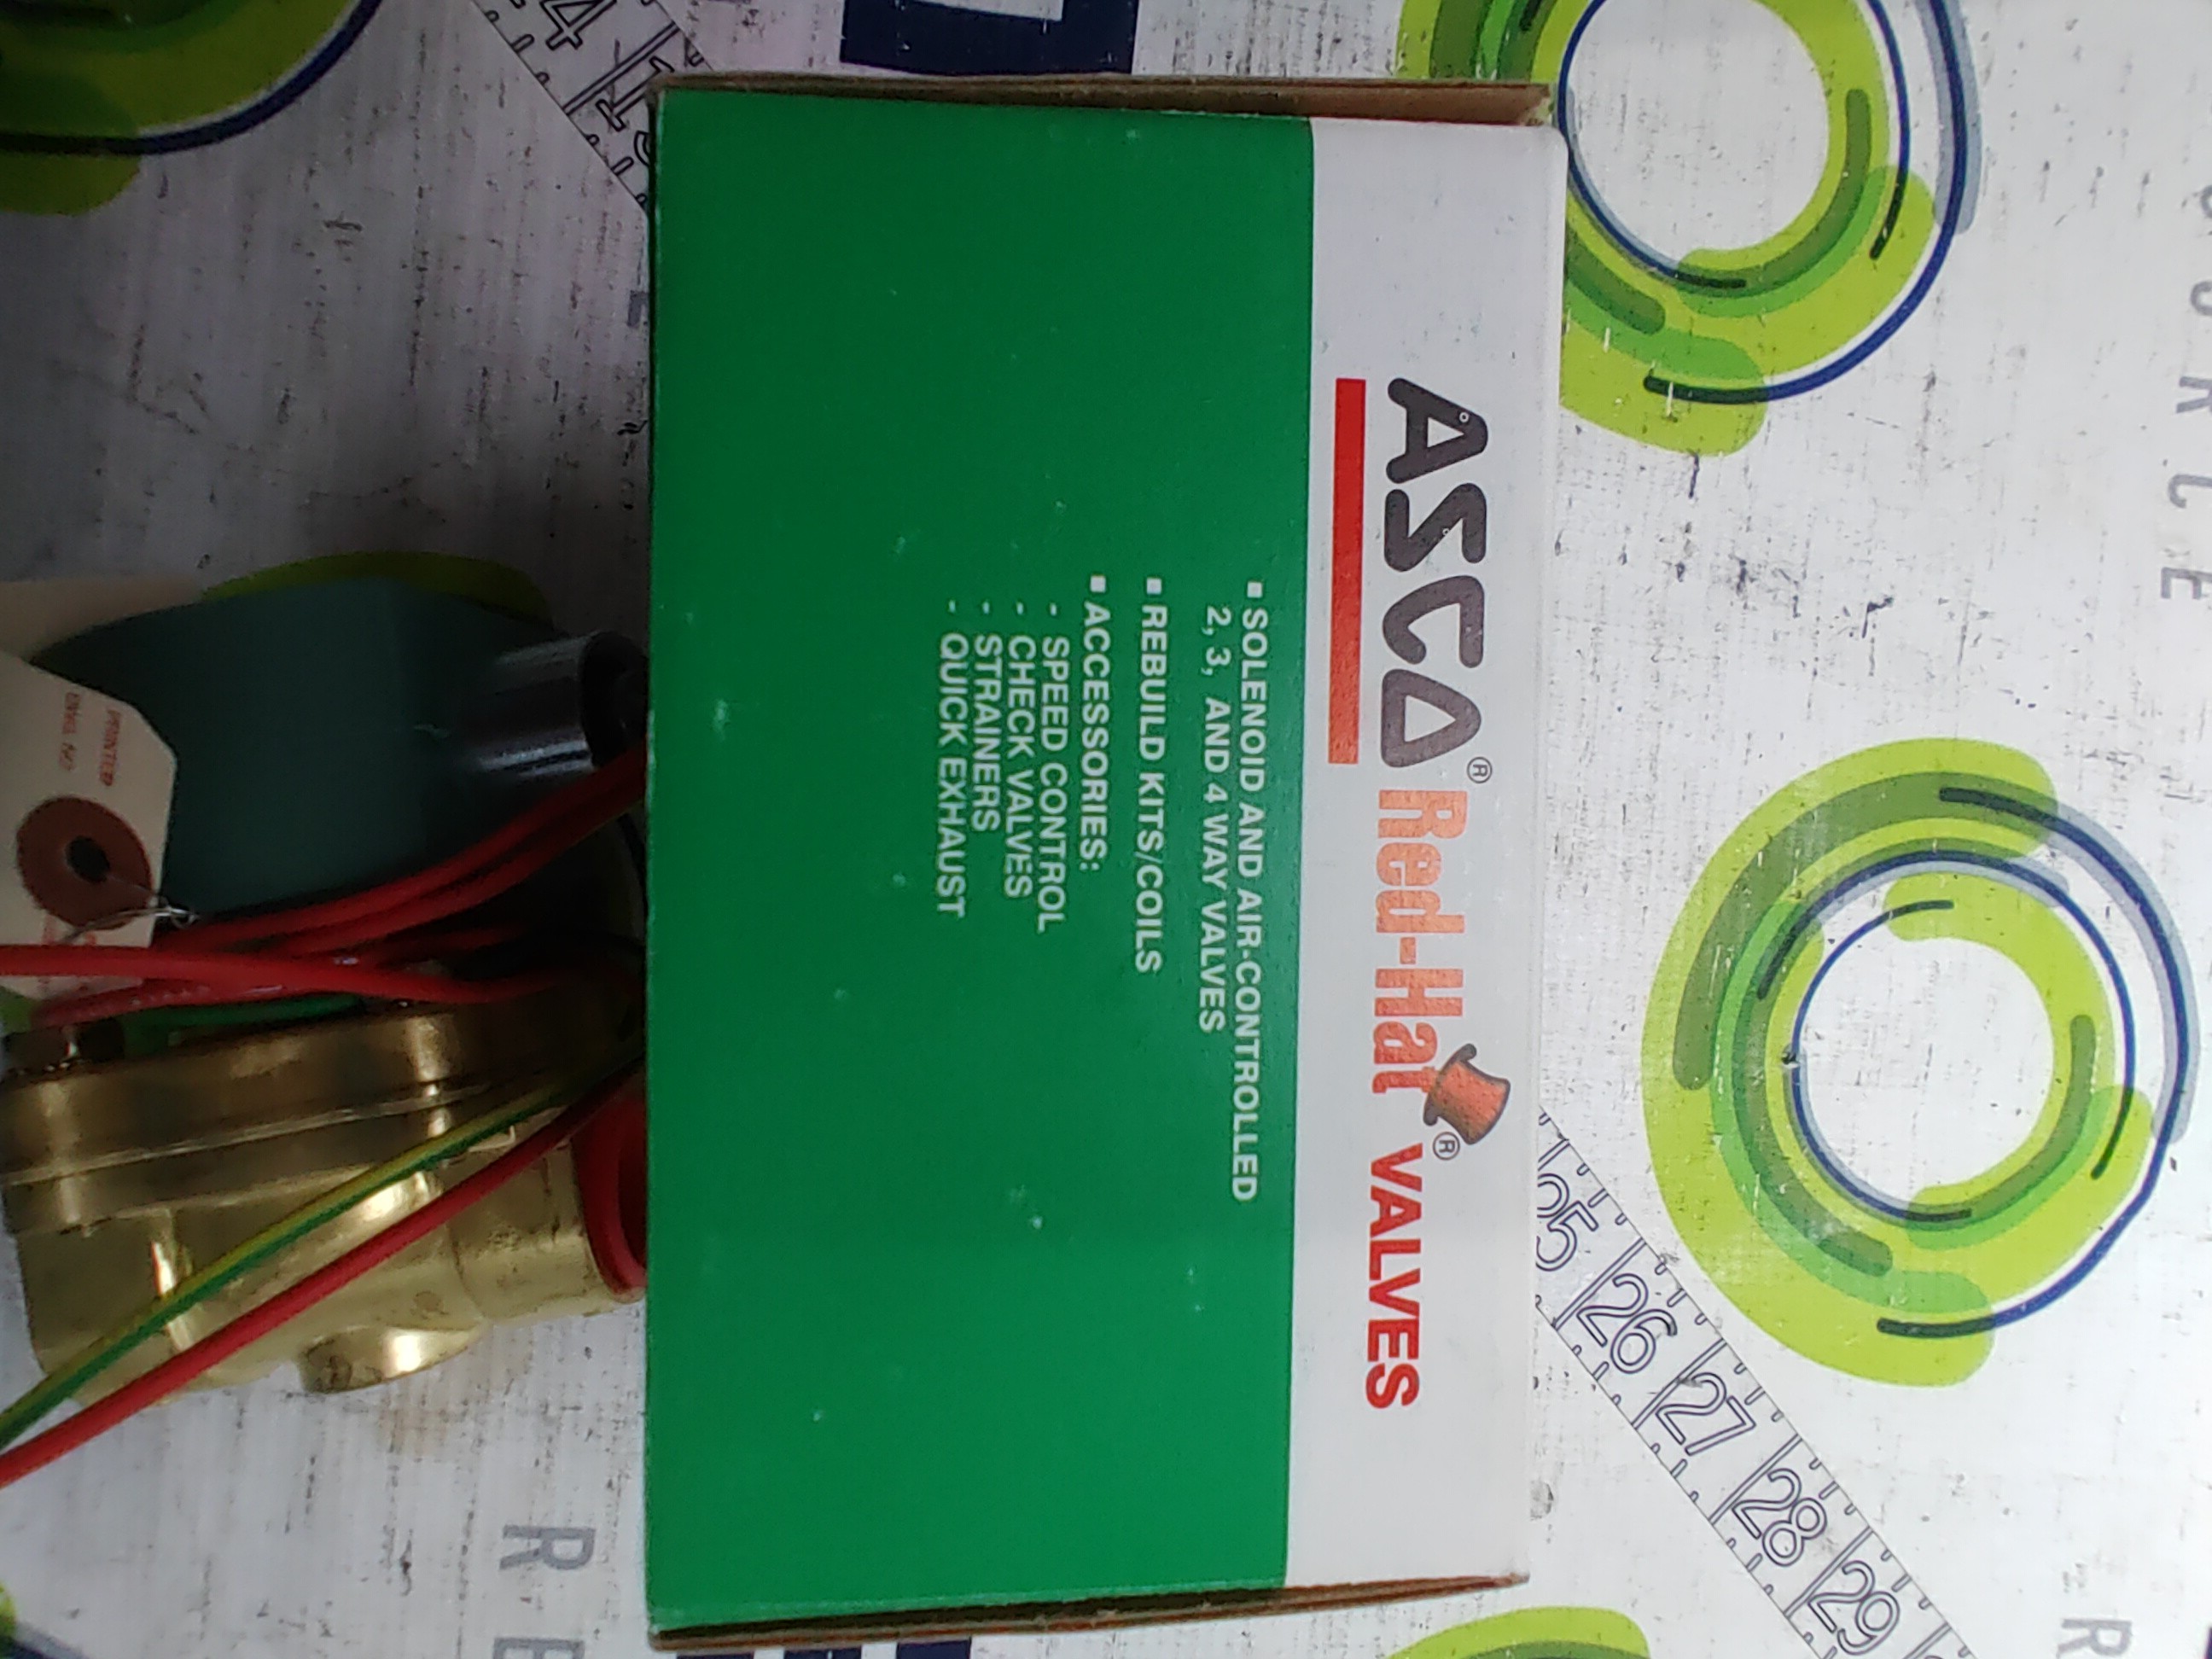 ASCO® Red-Hat® VALVES
▪ SOLENOID AND AIR-CONTROLLED
2, 3, AND 4 WAY VALVES
▪ REBUILD KITS/COILS
▪ ACCESSORIES:
- SPEED CONTROL
- CHECK VALVES
- STRAINERS
- QUICK EXHAUST
PRINTED
25
26
27
28
29